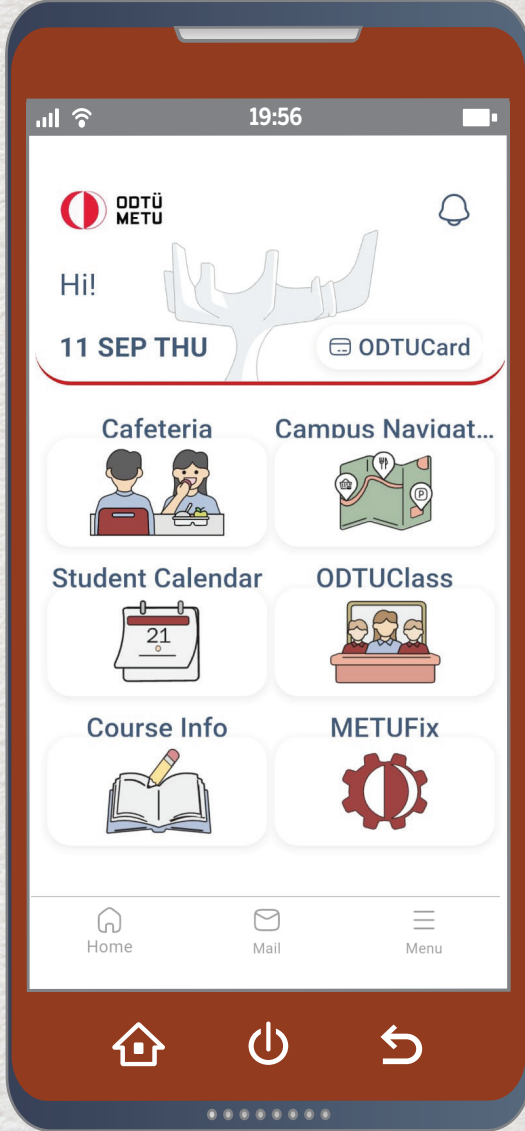 19:56
ODTÜ
METU
Hi!
11 SEP THU
ODTUCard
Cafeteria
Campus Navigat...
Student Calendar
21
ODTUClass
P
Course Info
METUFix
Home
Mail
Menu